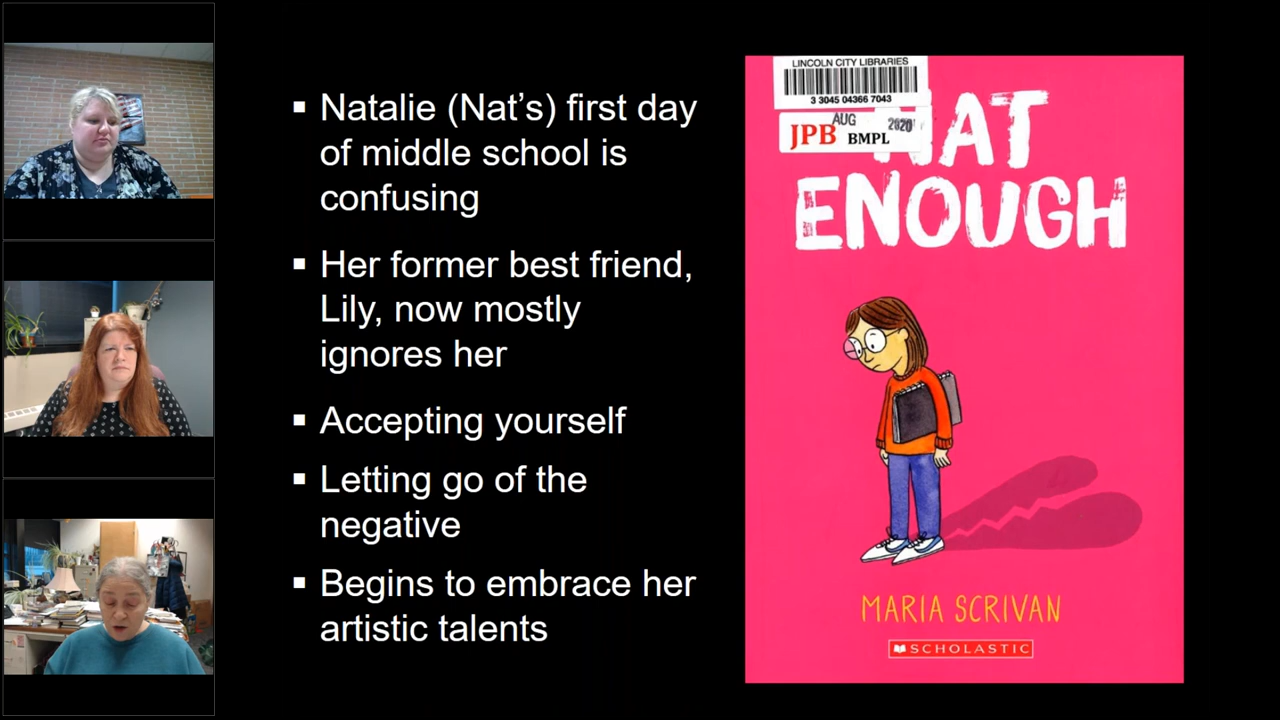 ▪ Natalie (Nat's) first day
of middle school is
confusing
▪ Her former best friend,
Lily, now mostly
ignores her
▪ Accepting yourself
▪ Letting go of the
negative
▪ Begins to embrace her
artistic talents
LINCOLN CITY LIBRARIES
3 3045 04366 7043
AUG 2020
JPB BMPL
NAT
ENOUGH
MARIA SCRIVAN
SCHOLASTIC